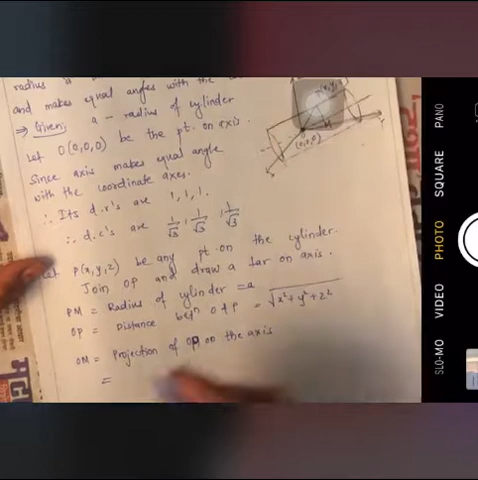 radius 'a'
and makes equal angles with the
⇒ Given: a - radius of cylinder
Let O(0,0,0) be the pt. on axis.
Since axis makes equal angle
with the coordinate axes.
∴ Its d.r's are 1, 1, 1.
∴ d.c's are 1/√3, 1/√3, 1/√3
Let P(x,y,z) be any pt. on the cylinder.
Join OP and draw a far on axis.
PM = Radius of cylinder = a
OP = Distance betn O & P = √x²+y²+z²
OM = Projection of OP on the axis
=
(0,0,0)
M
Y
SLO-MO
VIDEO
PHOTO
SQUARE
PANO